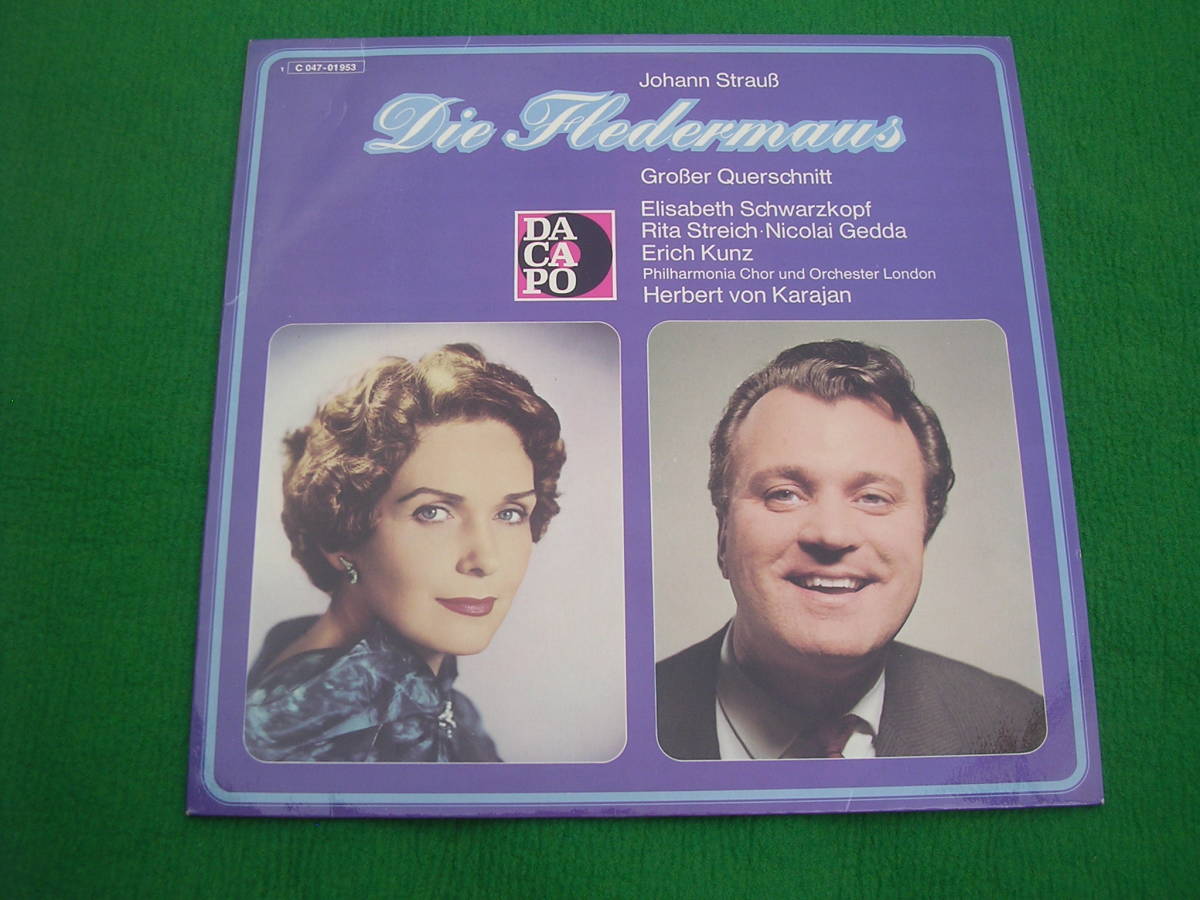 1 C 047-01953
Johann Strauß
Die Fledermaus
Großer Querschnitt
Elisabeth Schwarzkopf
Rita Streich·Nicolai Gedda
Erich Kunz
Philharmonia Chor und Orchester London
Herbert von Karajan
DA
CA
PO